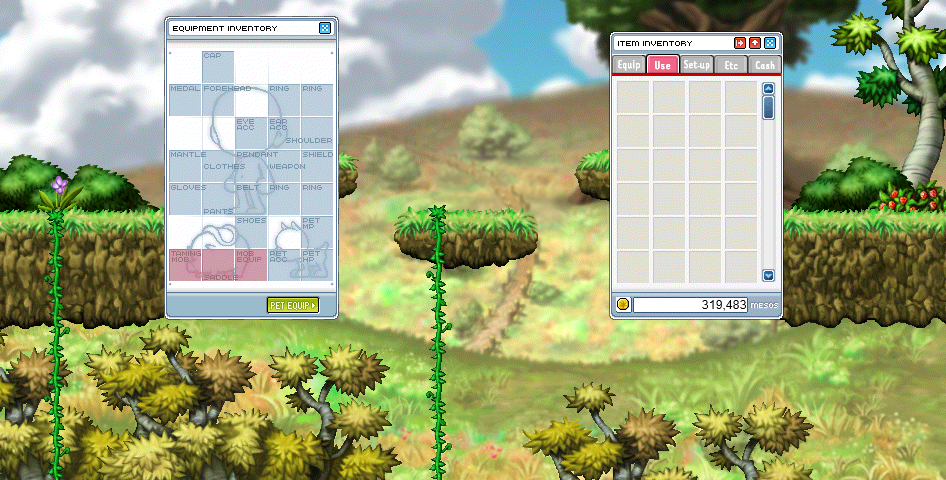 EQUIPMENT INVENTORY
CAP
MEDAL FOREHEAD RING RING
EYE ACC EAR ACC
SHOULDER
MANTLE PENDANT SHIELD
CLOTHES WEAPON
GLOVES BELT RING RING
PANTS
SHOES PET MP
TAMING MOB MOB EQUIP PET ACC PET HP
SADDLE
PET EQUIP
ITEM INVENTORY
Equip Use Set-up Etc Cash
319,483 MESOS